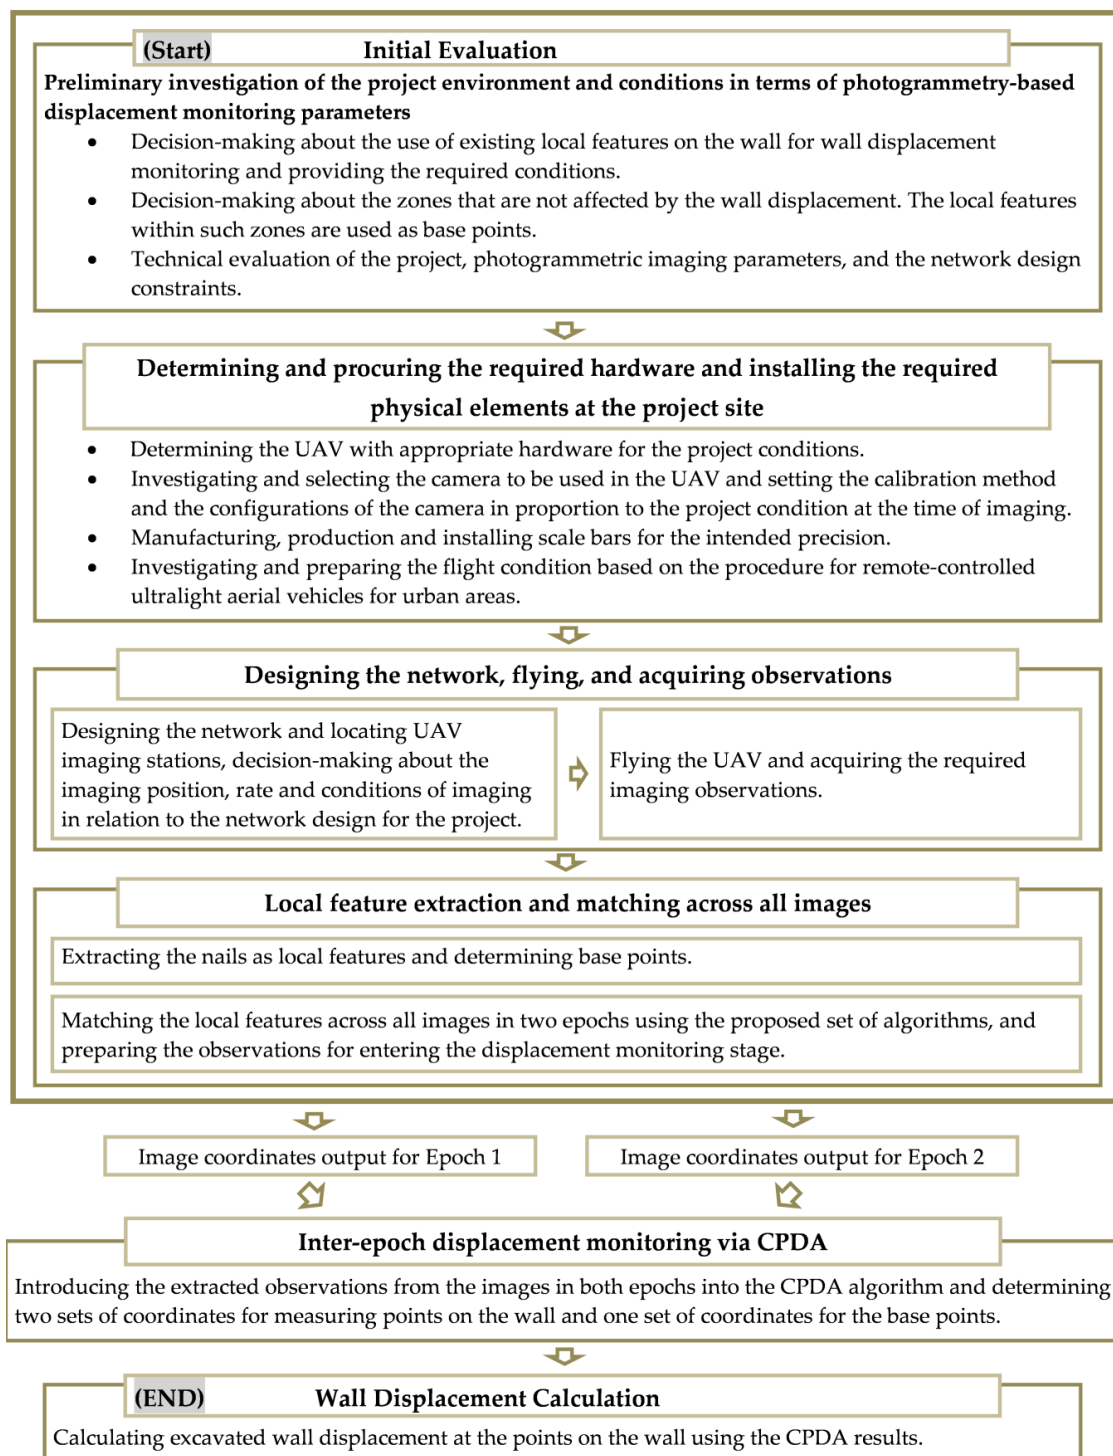 (Start) Initial Evaluation
Preliminary investigation of the project environment and conditions in terms of photogrammetry-based
displacement monitoring parameters
• Decision-making about the use of existing local features on the wall for wall displacement
monitoring and providing the required conditions.
• Decision-making about the zones that are not affected by the wall displacement. The local features
within such zones are used as base points.
• Technical evaluation of the project, photogrammetric imaging parameters, and the network design
constraints.
Determining and procuring the required hardware and installing the required
physical elements at the project site
• Determining the UAV with appropriate hardware for the project conditions.
• Investigating and selecting the camera to be used in the UAV and setting the calibration method
and the configurations of the camera in proportion to the project condition at the time of imaging.
• Manufacturing, production and installing scale bars for the intended precision.
• Investigating and preparing the flight condition based on the procedure for remote-controlled
ultralight aerial vehicles for urban areas.
Designing the network, flying, and acquiring observations
Designing the network and locating UAV
imaging stations, decision-making about the
imaging position, rate and conditions of imaging
in relation to the network design for the project.
Flying the UAV and acquiring the required
imaging observations.
Local feature extraction and matching across all images
Extracting the nails as local features and determining base points.
Matching the local features across all images in two epochs using the proposed set of algorithms, and
preparing the observations for entering the displacement monitoring stage.
Image coordinates output for Epoch 1
Image coordinates output for Epoch 2
Inter-epoch displacement monitoring via CPDA
Introducing the extracted observations from the images in both epochs into the CPDA algorithm and determining
two sets of coordinates for measuring points on the wall and one set of coordinates for the base points.
(END) Wall Displacement Calculation
Calculating excavated wall displacement at the points on the wall using the CPDA results.